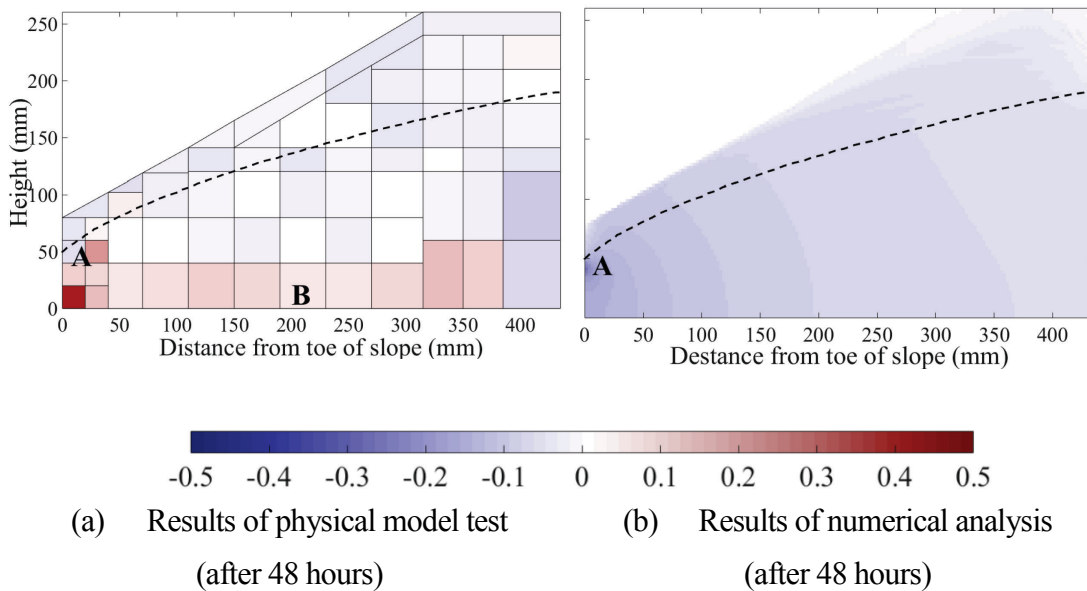 250
200
150
100
50
0
Height (mm)
A
B
0 50 100 150 200 250 300 350 400
Distance from toe of slope (mm)
A
0 50 100 150 200 250 300 350 400
Destance from toe of slope (mm)
-0.5 -0.4 -0.3 -0.2 -0.1 0 0.1 0.2 0.3 0.4 0.5
(a) Results of physical model test
(after 48 hours)
(b) Results of numerical analysis
(after 48 hours)